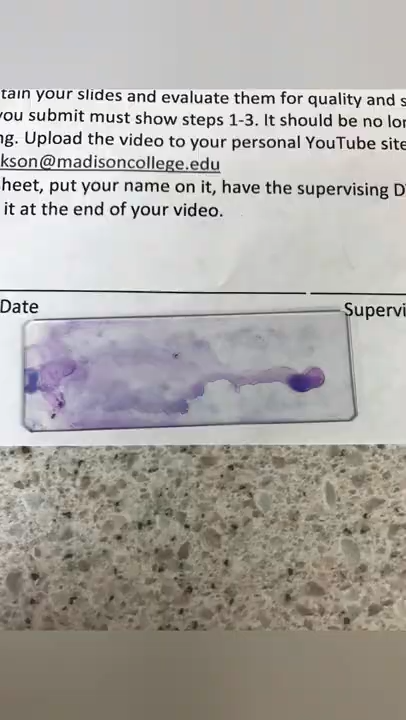 tain your slides and evaluate them for quality and s
you submit must show steps 1-3. It should be no lon
ng. Upload the video to your personal YouTube site
kson@madisoncollege.edu
heet, put your name on it, have the supervising D
it at the end of your video.
Date Supervi